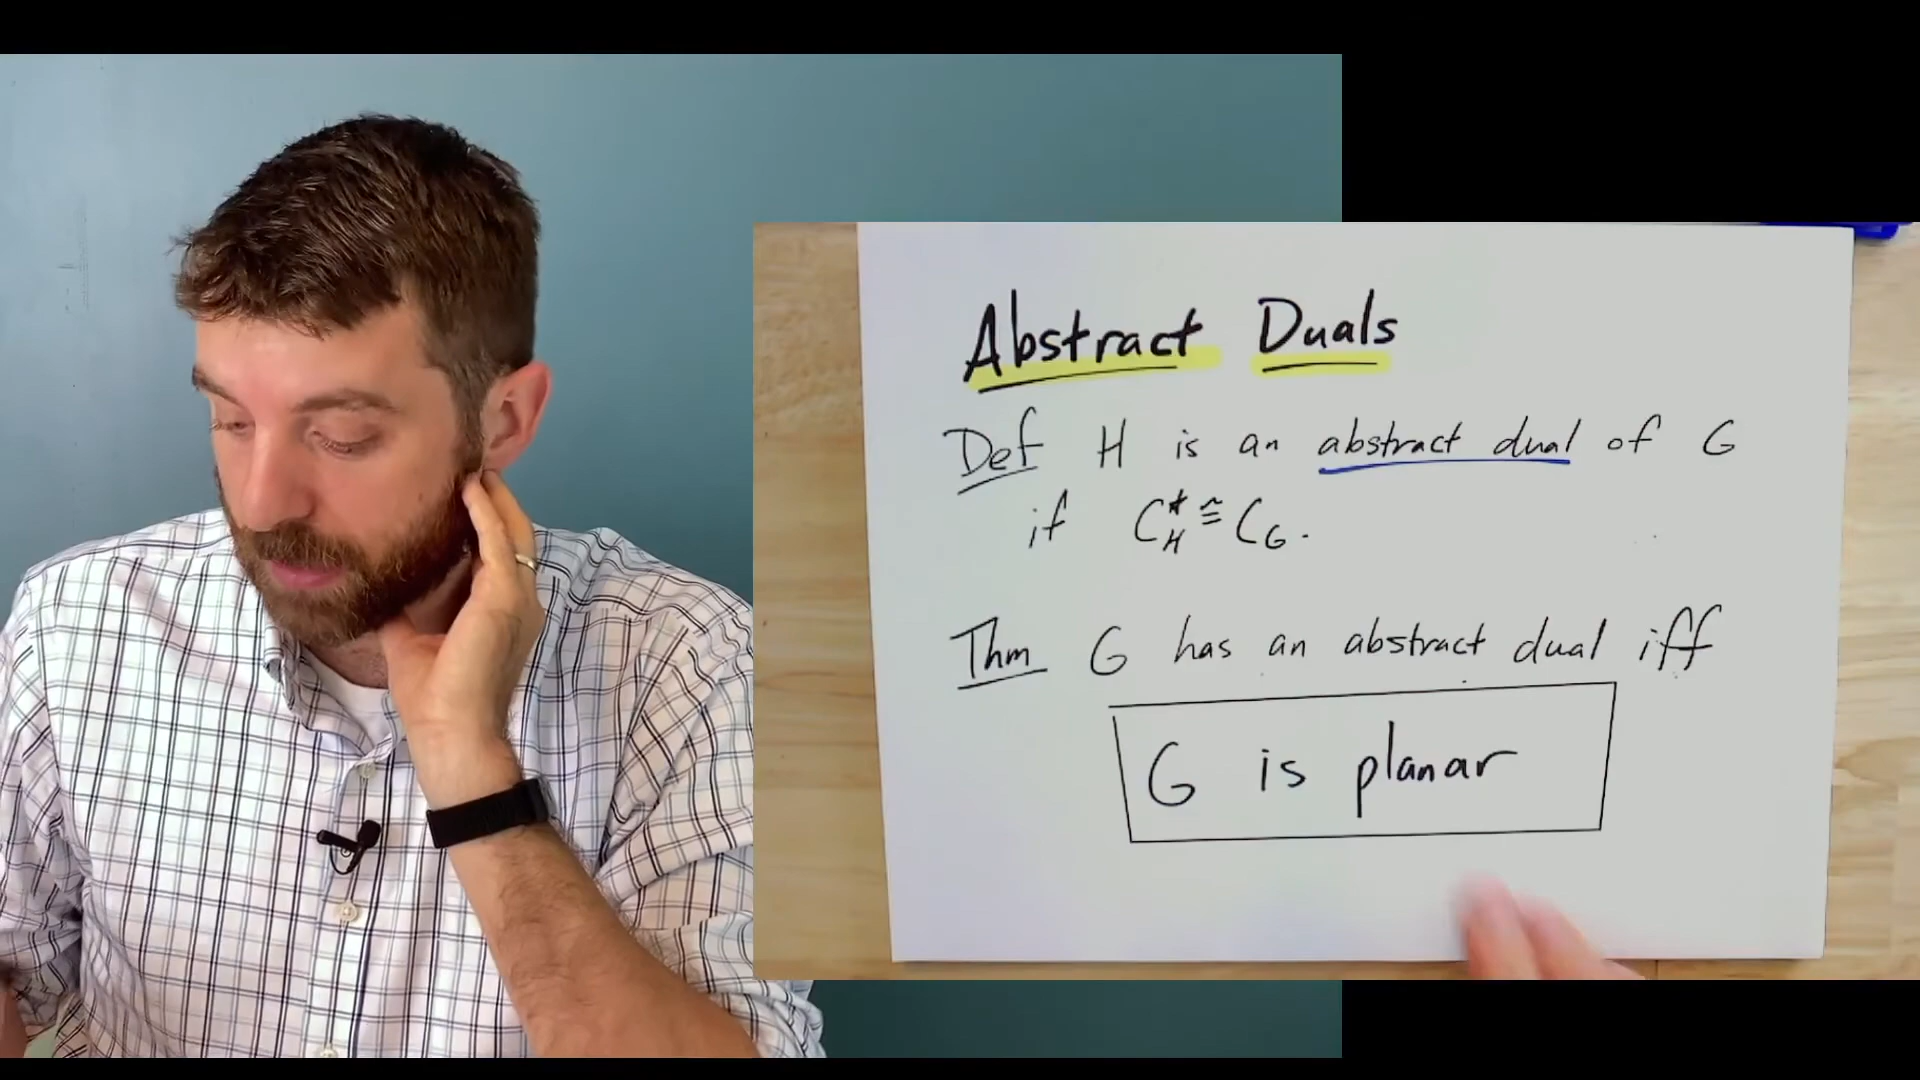 Abstract Duals
Def H is an abstract dual of G
if C*H ≅ CG.
Thm G has an abstract dual iff
G is planar